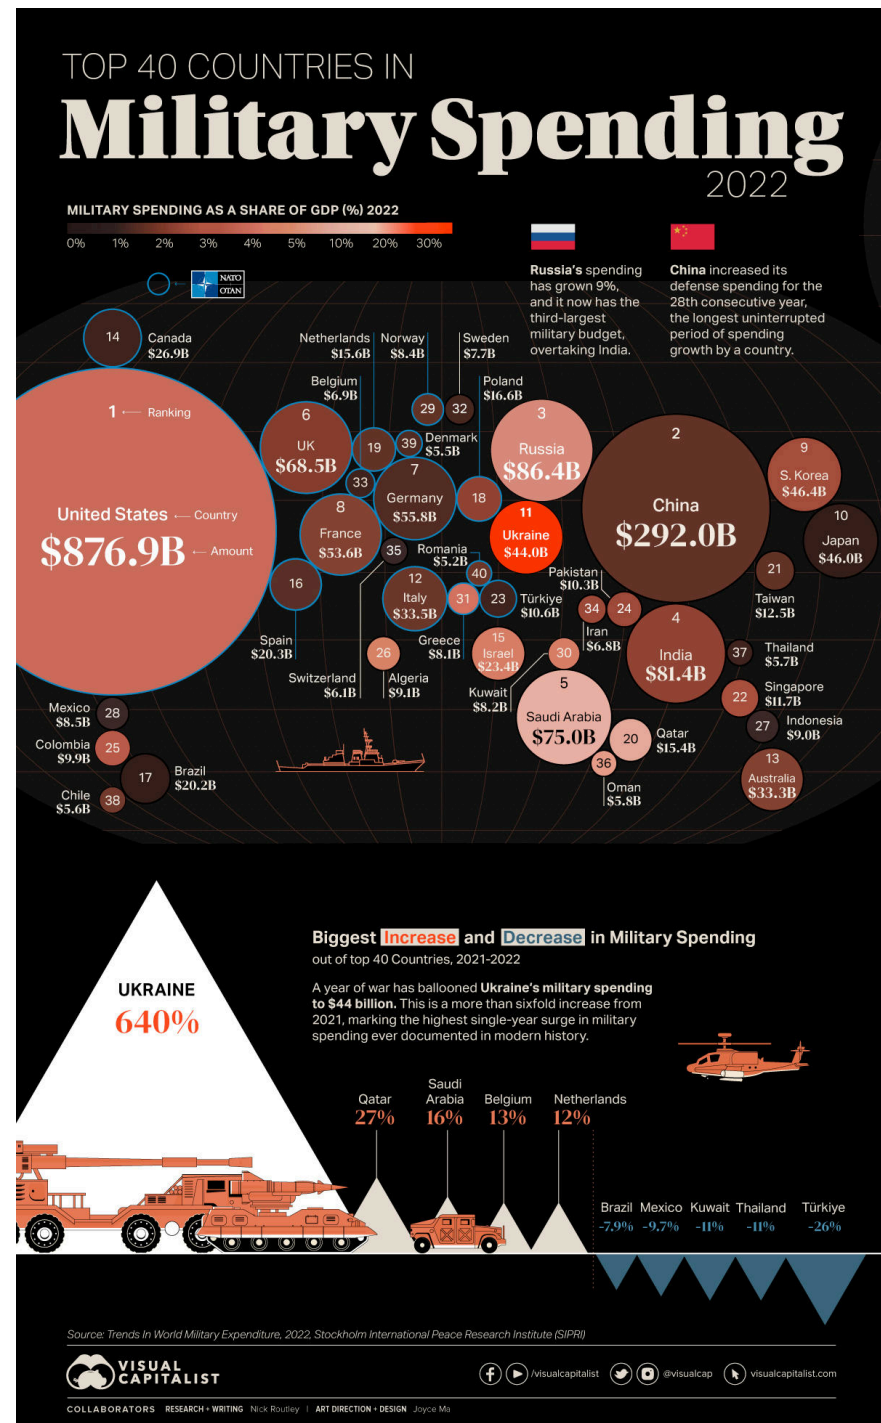 TOP 40 COUNTRIES IN
Military Spending
2022
MILITARY SPENDING AS A SHARE OF GDP (%) 2022
0% 1% 2% 3% 4% 5% 10% 20% 30%
NATO
OTAN
Russia's spending
has grown 9%,
and it now has the
third-largest
military budget,
overtaking India.
China increased its
defense spending for the
28th consecutive year,
the longest uninterrupted
period of spending
growth by a country.
14
Canada
$26.9B
Netherlands
$15.6B
Norway
$8.4B
Sweden
$7.7B
Belgium
$6.9B
Poland
$16.6B
1 Ranking
United States Country
$876.9B Amount
6
UK
$68.5B
19
29
32
39
Denmark
$5.5B
33
7
Germany
$55.8B
18
3
Russia
$86.4B
2
China
$292.0B
9
S. Korea
$46.4B
10
Japan
$46.0B
8
France
$53.6B
11
Ukraine
$44.0B
35
Romania
$5.2B
40
16
Spain
$20.3B
12
Italy
$33.5B
31
23
Türkiye
$10.6B
Pakistan
$10.3B
34
24
Iran
$6.8B
21
Taiwan
$12.5B
4
India
$81.4B
37
Thailand
$5.7B
Greece
$8.1B
15
Israel
$23.4B
Switzerland
$6.1B
26
Algeria
$9.1B
30
Kuwait
$8.2B
5
Saudi Arabia
$75.0B
20
Qatar
$15.4B
36
Oman
$5.8B
22
Singapore
$11.7B
27
Indonesia
$9.0B
13
Australia
$33.3B
Mexico
$8.5B
28
Colombia
$9.9B
25
17
Brazil
$20.2B
Chile
$5.6B
38
UKRAINE
640%
Biggest Increase and Decrease in Military Spending
out of top 40 Countries, 2021-2022
A year of war has ballooned Ukraine's military spending
to $44 billion. This is a more than sixfold increase from
2021, marking the highest single-year surge in military
spending ever documented in modern history.
Qatar
27%
Saudi
Arabia
16%
Belgium
13%
Netherlands
12%
Brazil
-7.9%
Mexico
-9.7%
Kuwait
-11%
Thailand
-11%
Türkiye
-26%
Source: Trends In World Military Expenditure, 2022, Stockholm International Peace Research Institute (SIPRI)
VISUAL
CAPITALIST
/visualcapitalist @visualcap visualcapitalist.com
COLLABORATORS RESEARCH + WRITING Nick Routley | ART DIRECTION + DESIGN Joyce Ma